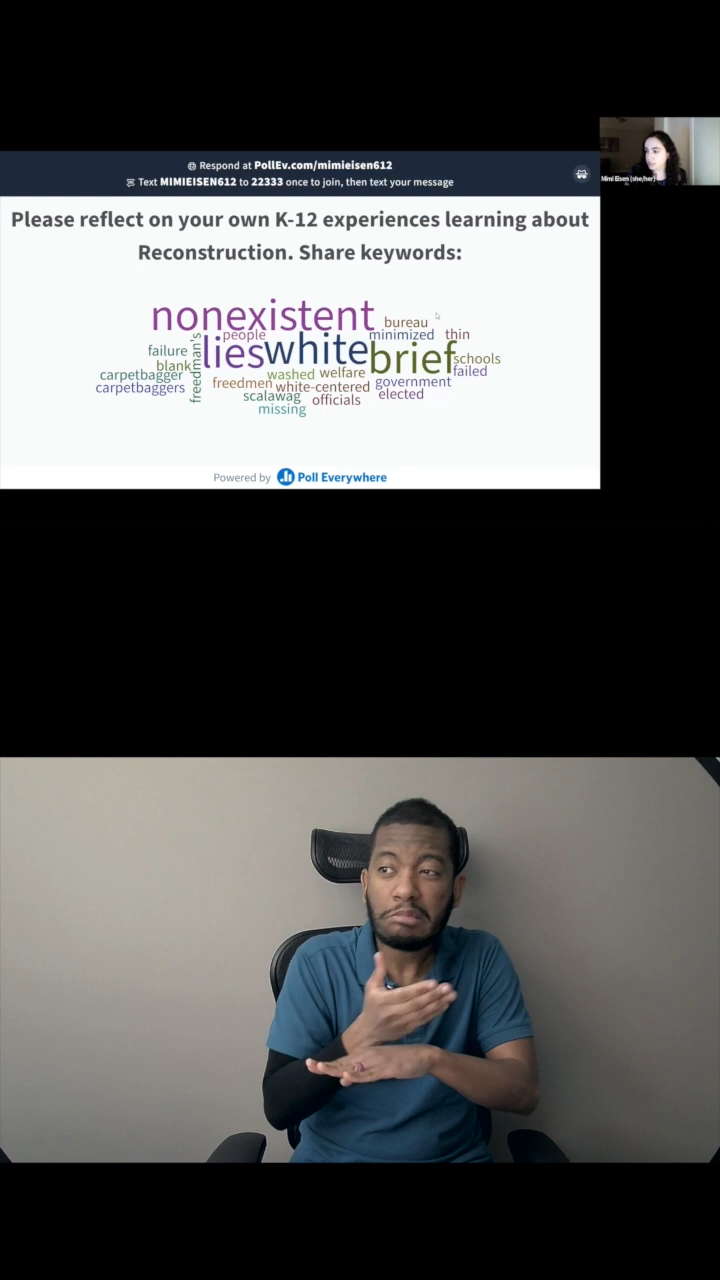 Respond at PollEv.com/mimieisen612
Text MIMIEISEN612 to 22333 once to join, then text your message
Mimi Eisen (she/her)
Please reflect on your own K-12 experiences learning about
Reconstruction. Share keywords:
nonexistent
bureau
people
minimized
thin
freedman's
failure
lies
white
brief
schools
blank
carpetbagger
washed
welfare
failed
carpetbaggers
freedmen
white-centered
government
scalawag
officials
elected
missing
Powered by Poll Everywhere